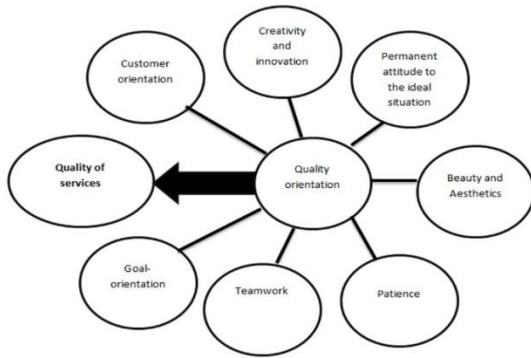 Creativity
and
innovation
Customer
orientation
Permanent
attitude to
the ideal
situation
Quality of
services
Quality
orientation
Beauty and
Aesthetics
Goal-
orientation
Teamwork
Patience